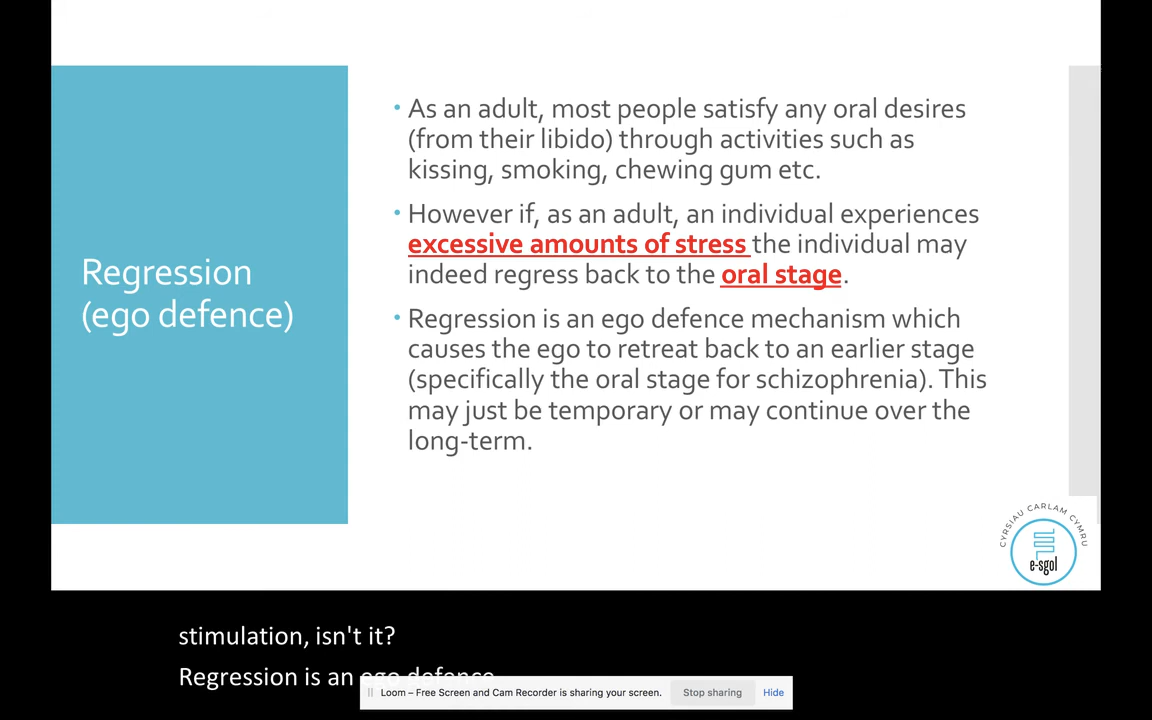 • As an adult, most people satisfy any oral desires
(from their libido) through activities such as
kissing, smoking, chewing gum etc.
• However if, as an adult, an individual experiences
excessive amounts of stress the individual may
indeed regress back to the oral stage.
Regression
(ego defence)
• Regression is an ego defence mechanism which
causes the ego to retreat back to an earlier stage
(specifically the oral stage for schizophrenia). This
may just be temporary or may continue over the
long-term.
CYRSIAU CARLAM CYMRU
e-sgol
stimulation, isn't it?
Regression is an ego defence
Loom – Free Screen and Cam Recorder is sharing your screen.
Stop sharing
Hide